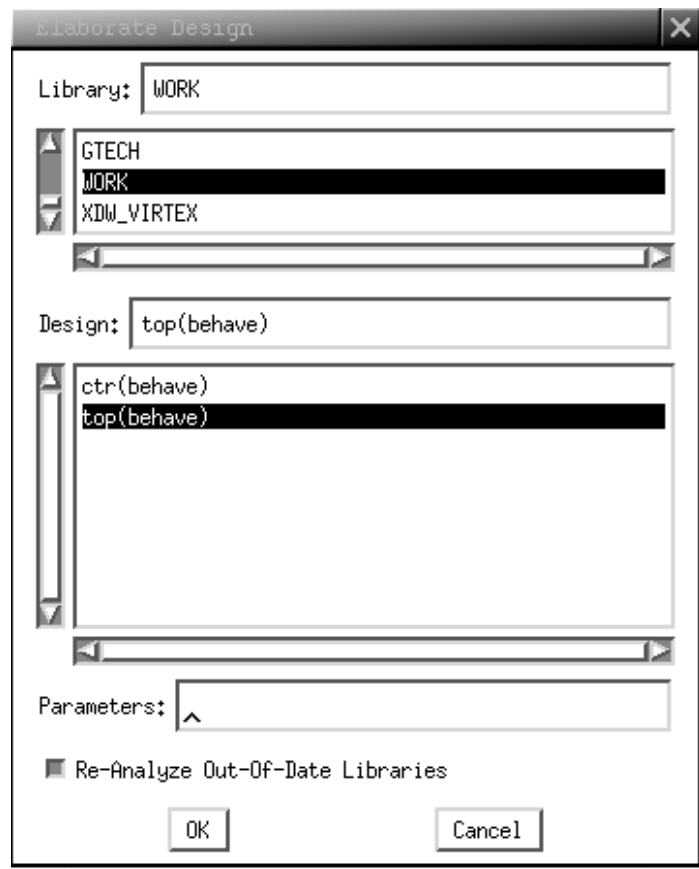 Elaborate Design
Library: WORK
GTECH
WORK
XDW_VIRTEX
Design: top(behave)
ctr(behave)
top(behave)
Parameters:
Re-Analyze Out-Of-Date Libraries
OK Cancel